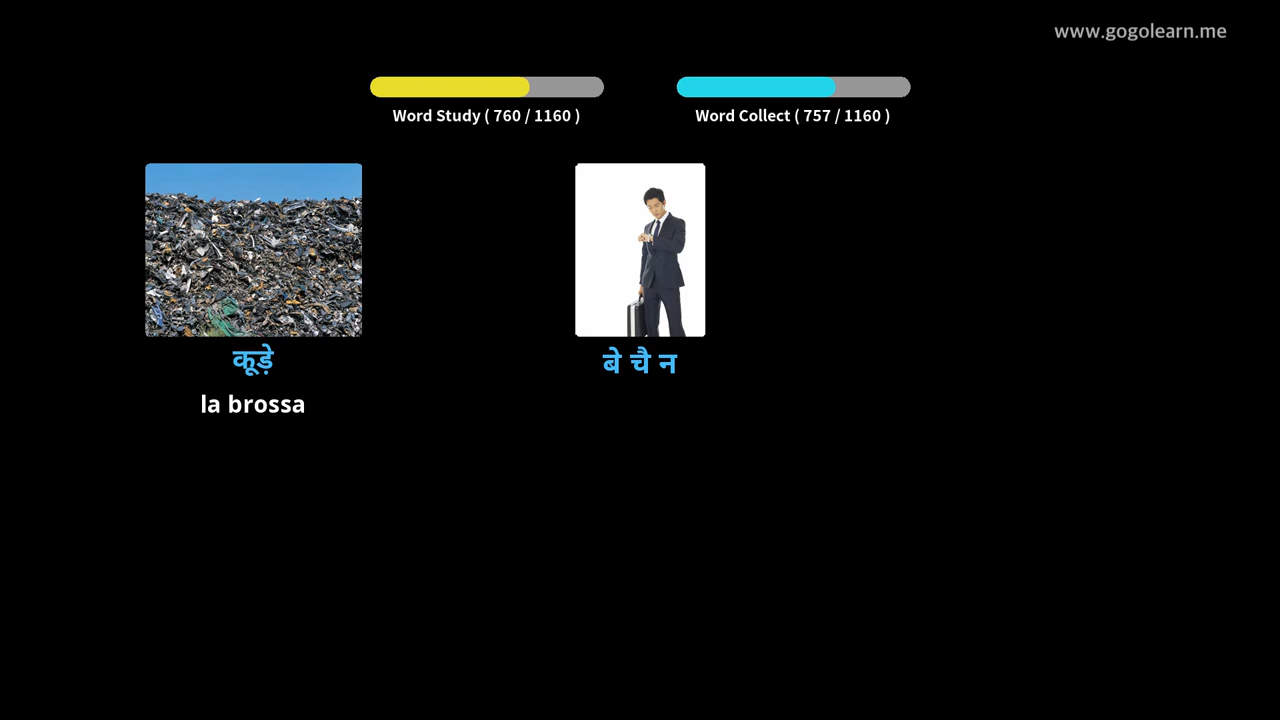 www.gogolearn.me
Word Study ( 760 / 1160 )
Word Collect ( 757 / 1160 )
कूड़े
la brossa
बे चै न